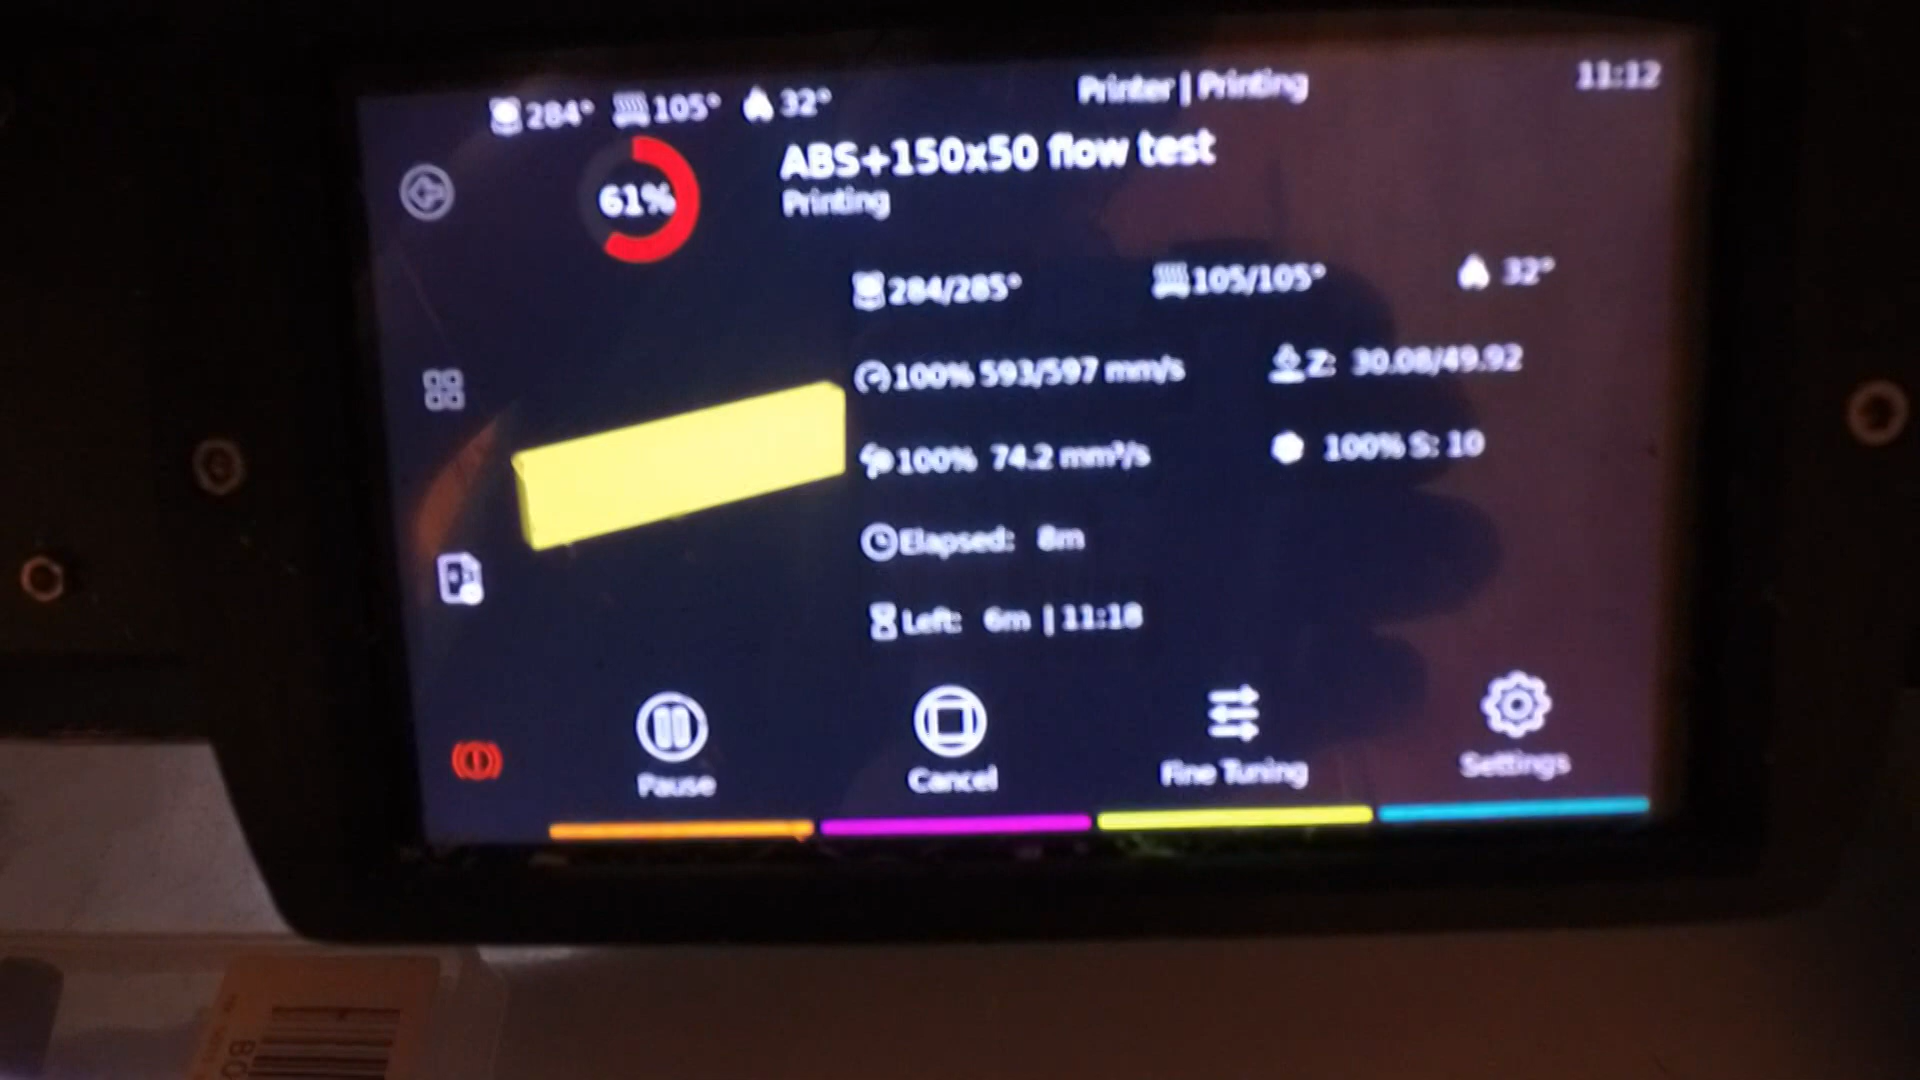 284° 105° 32° Printer | Printing 11:12
61%
ABS+150x50 flow test
Printing
284/285° 105/105° 32°
100% 593/597 mm/s Z: 30.08/49.92
100% 74.2 mm³/s 100% S: 10
Elapsed: 8m
Left: 6m | 11:18
Pause Cancel Fine Tuning Settings